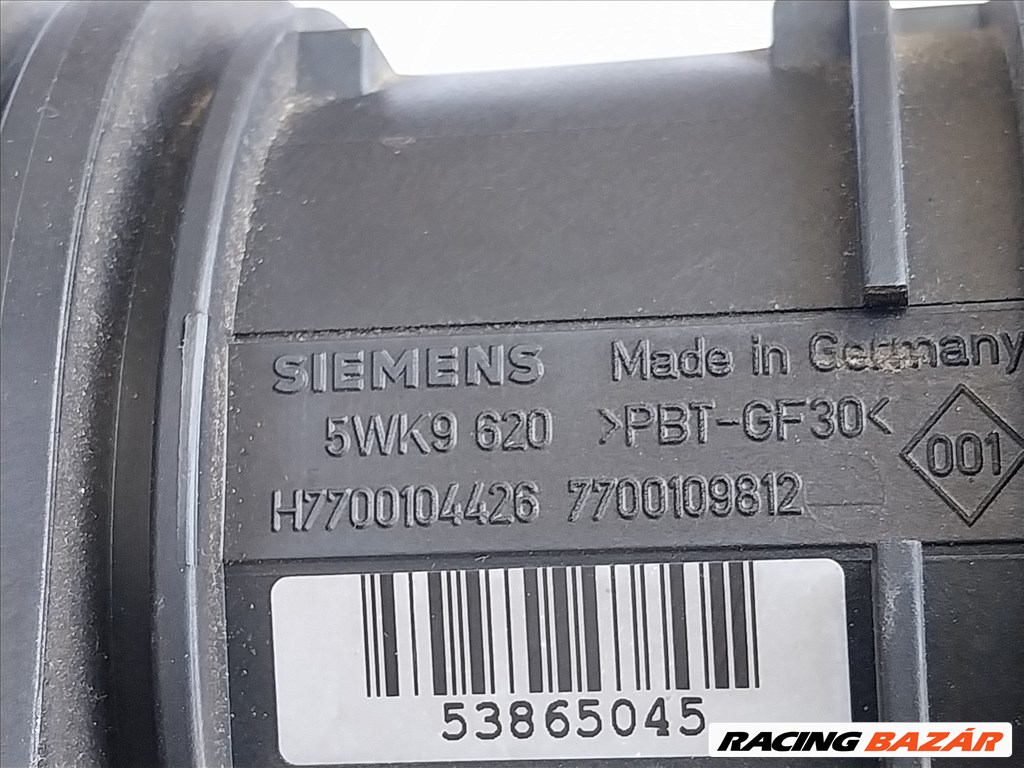 SIEMENS Made in Germany
5WK9 620 >PBT-GF30< 001
H7700104426 7700109812
53865045
RACING BAZÁR